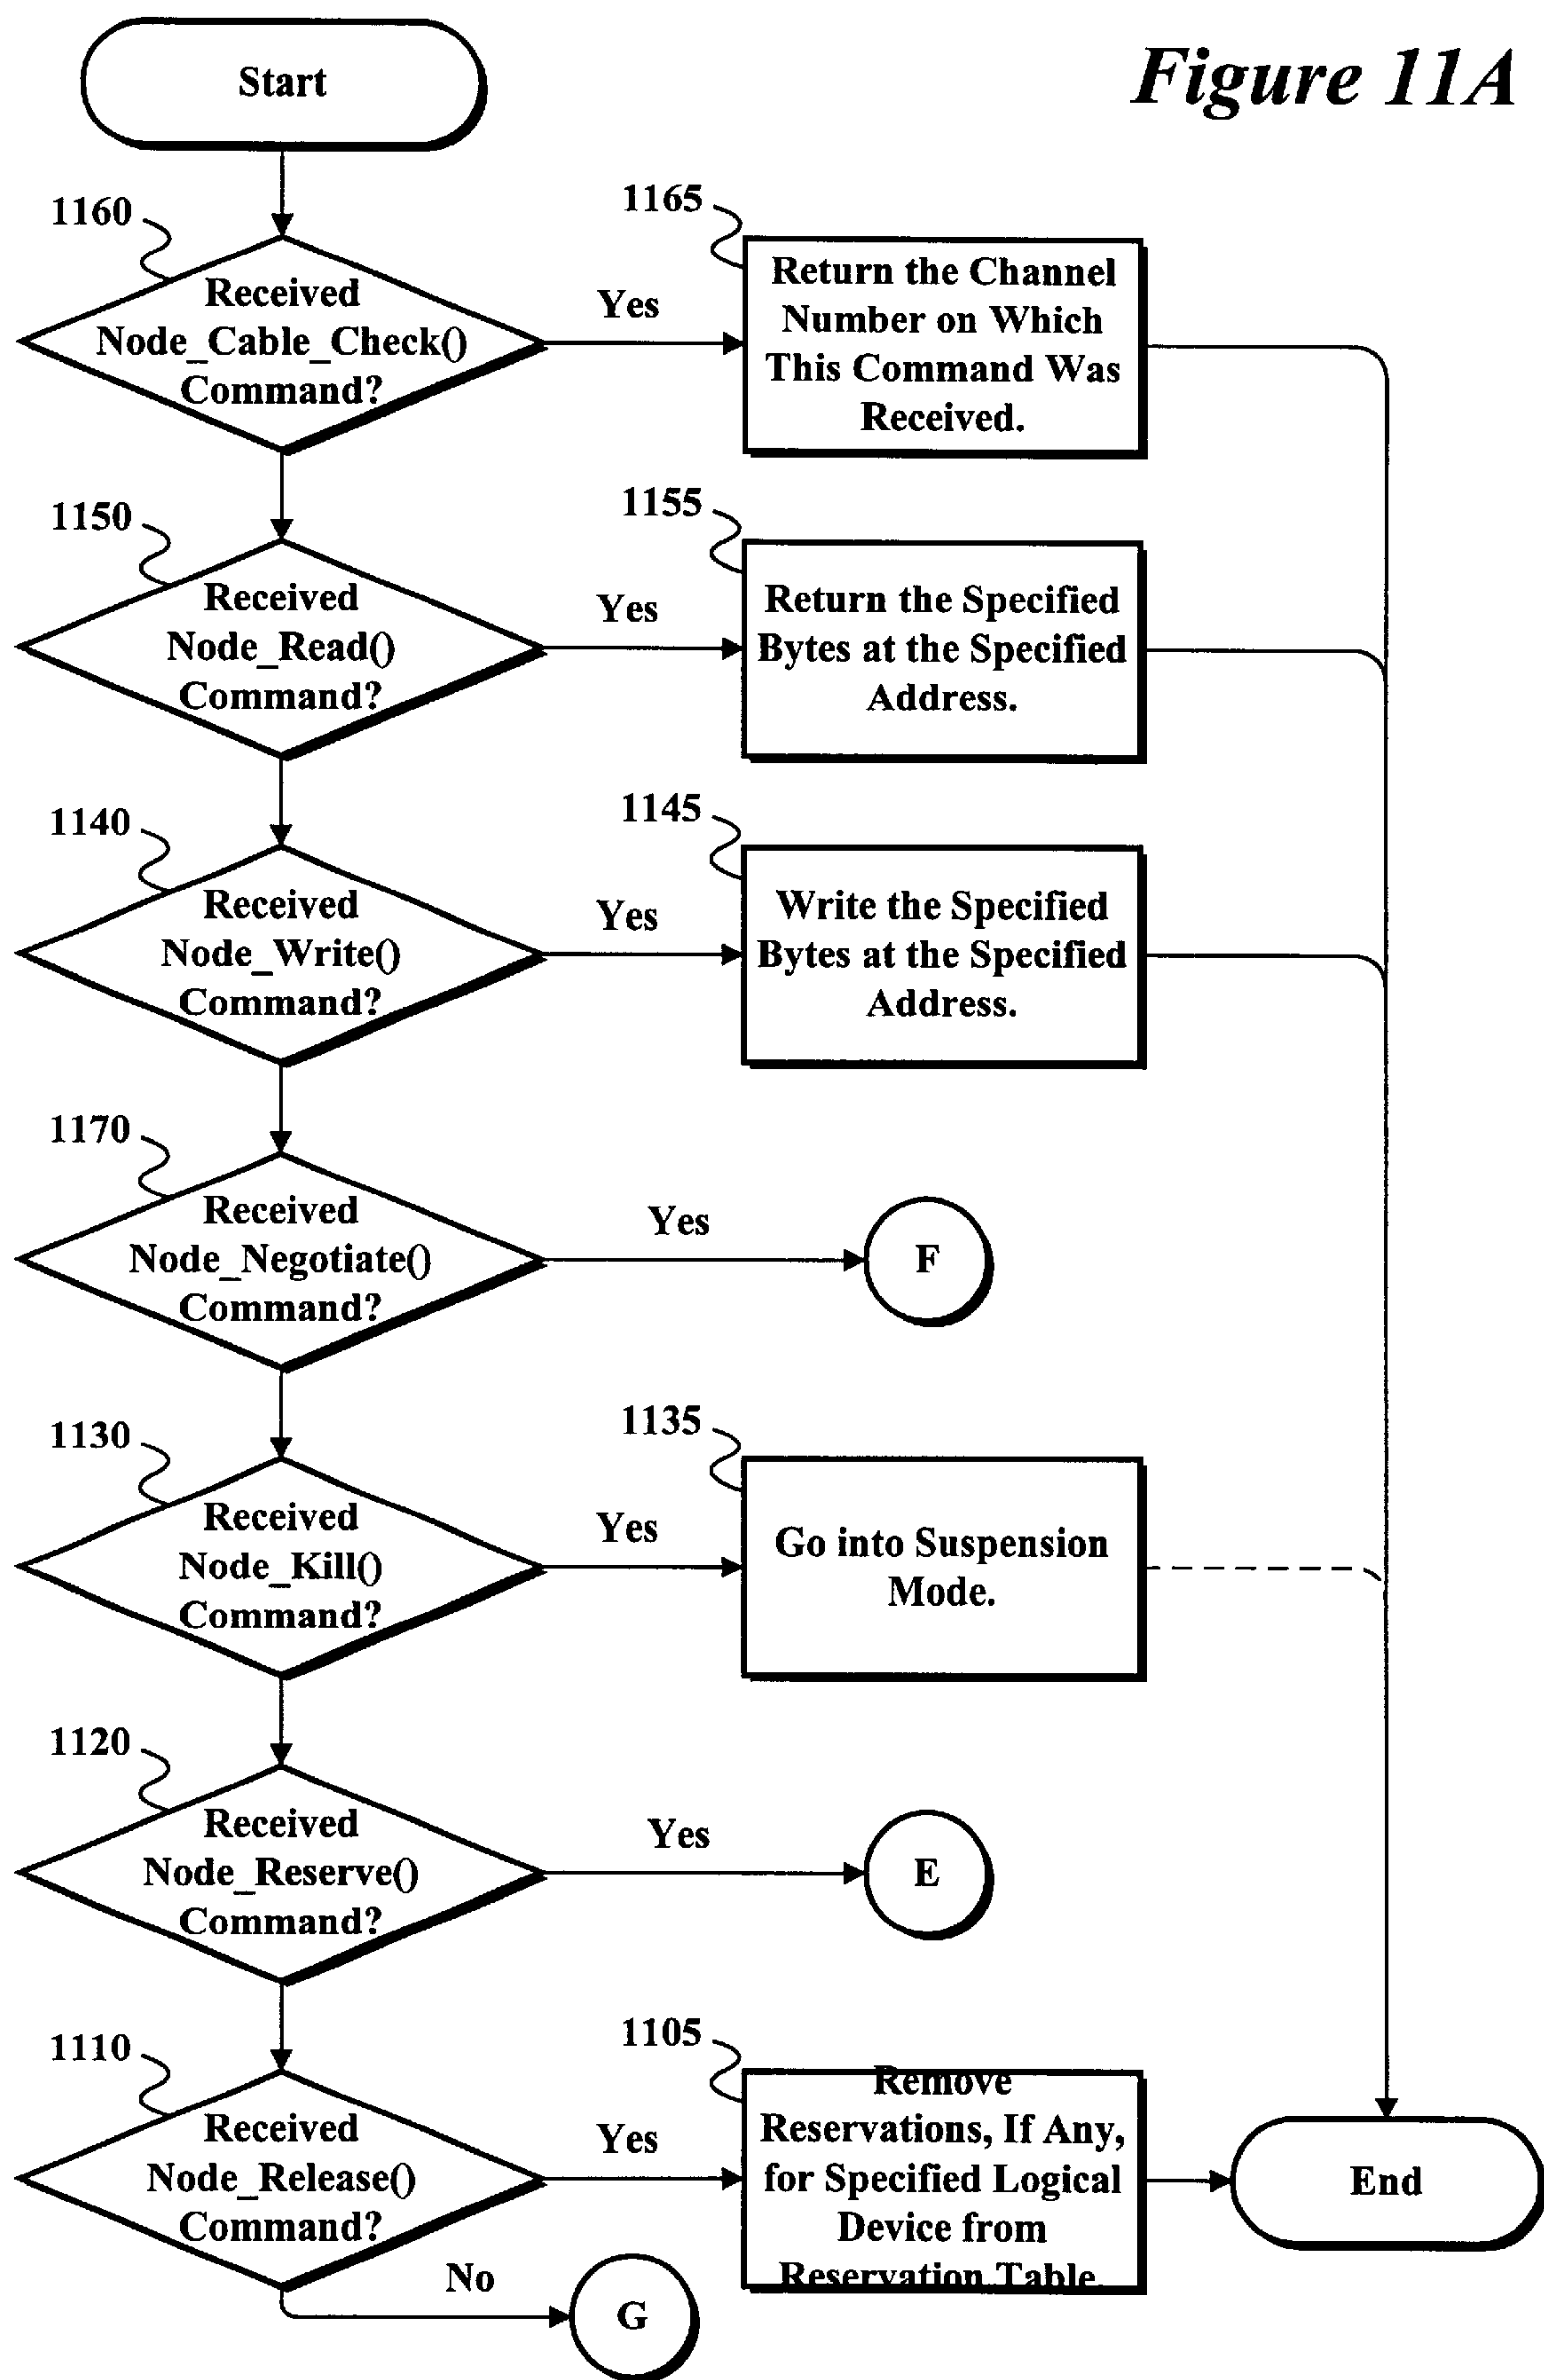 Figure 11A
Start
1160
Received
Node_Cable_Check()
Command?
Yes
1165
Return the Channel
Number on Which
This Command Was
Received.
1150
Received
Node_Read()
Command?
Yes
1155
Return the Specified
Bytes at the Specified
Address.
1140
Received
Node_Write()
Command?
Yes
1145
Write the Specified
Bytes at the Specified
Address.
1170
Received
Node_Negotiate()
Command?
Yes
F
1130
Received
Node_Kill()
Command?
Yes
1135
Go into Suspension
Mode.
1120
Received
Node_Reserve()
Command?
Yes
E
1110
Received
Node_Release()
Command?
Yes
1105
Remove
Reservations, If Any,
for Specified Logical
Device from
Reservation Table.
End
No
G